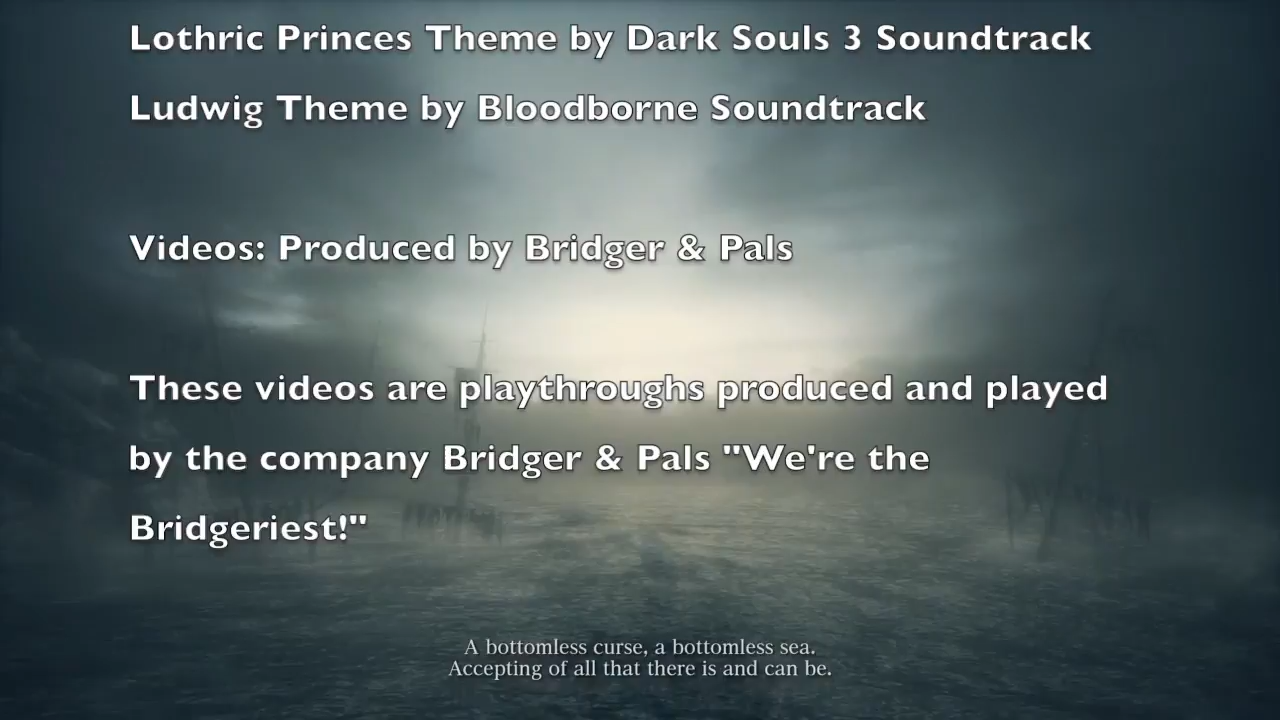 Lothric Princes Theme by Dark Souls 3 Soundtrack
Ludwig Theme by Bloodborne Soundtrack
Videos: Produced by Bridger & Pals
These videos are playthroughs produced and played
by the company Bridger & Pals "We're the
Bridgeriest!"
A bottomless curse, a bottomless sea.
Accepting of all that there is and can be.